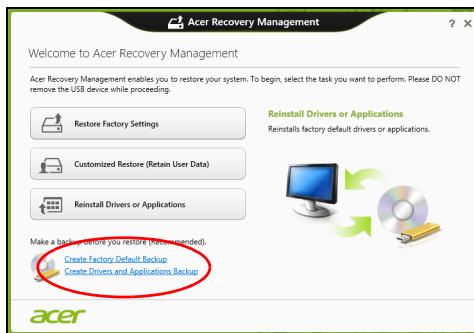 Acer Recovery Management
? X
Welcome to Acer Recovery Management
Acer Recovery Management enables you to restore your system. To begin, select the task you want to perform. Please DO NOT
remove the USB device while proceeding.
Restore Factory Settings
Customized Restore (Retain User Data)
Reinstall Drivers or Applications
Reinstall Drivers or Applications
Reinstalls factory default drivers or applications.
Make a backup before you restore (Recommended).
Create Factory Default Backup
Create Drivers and Applications Backup
acer